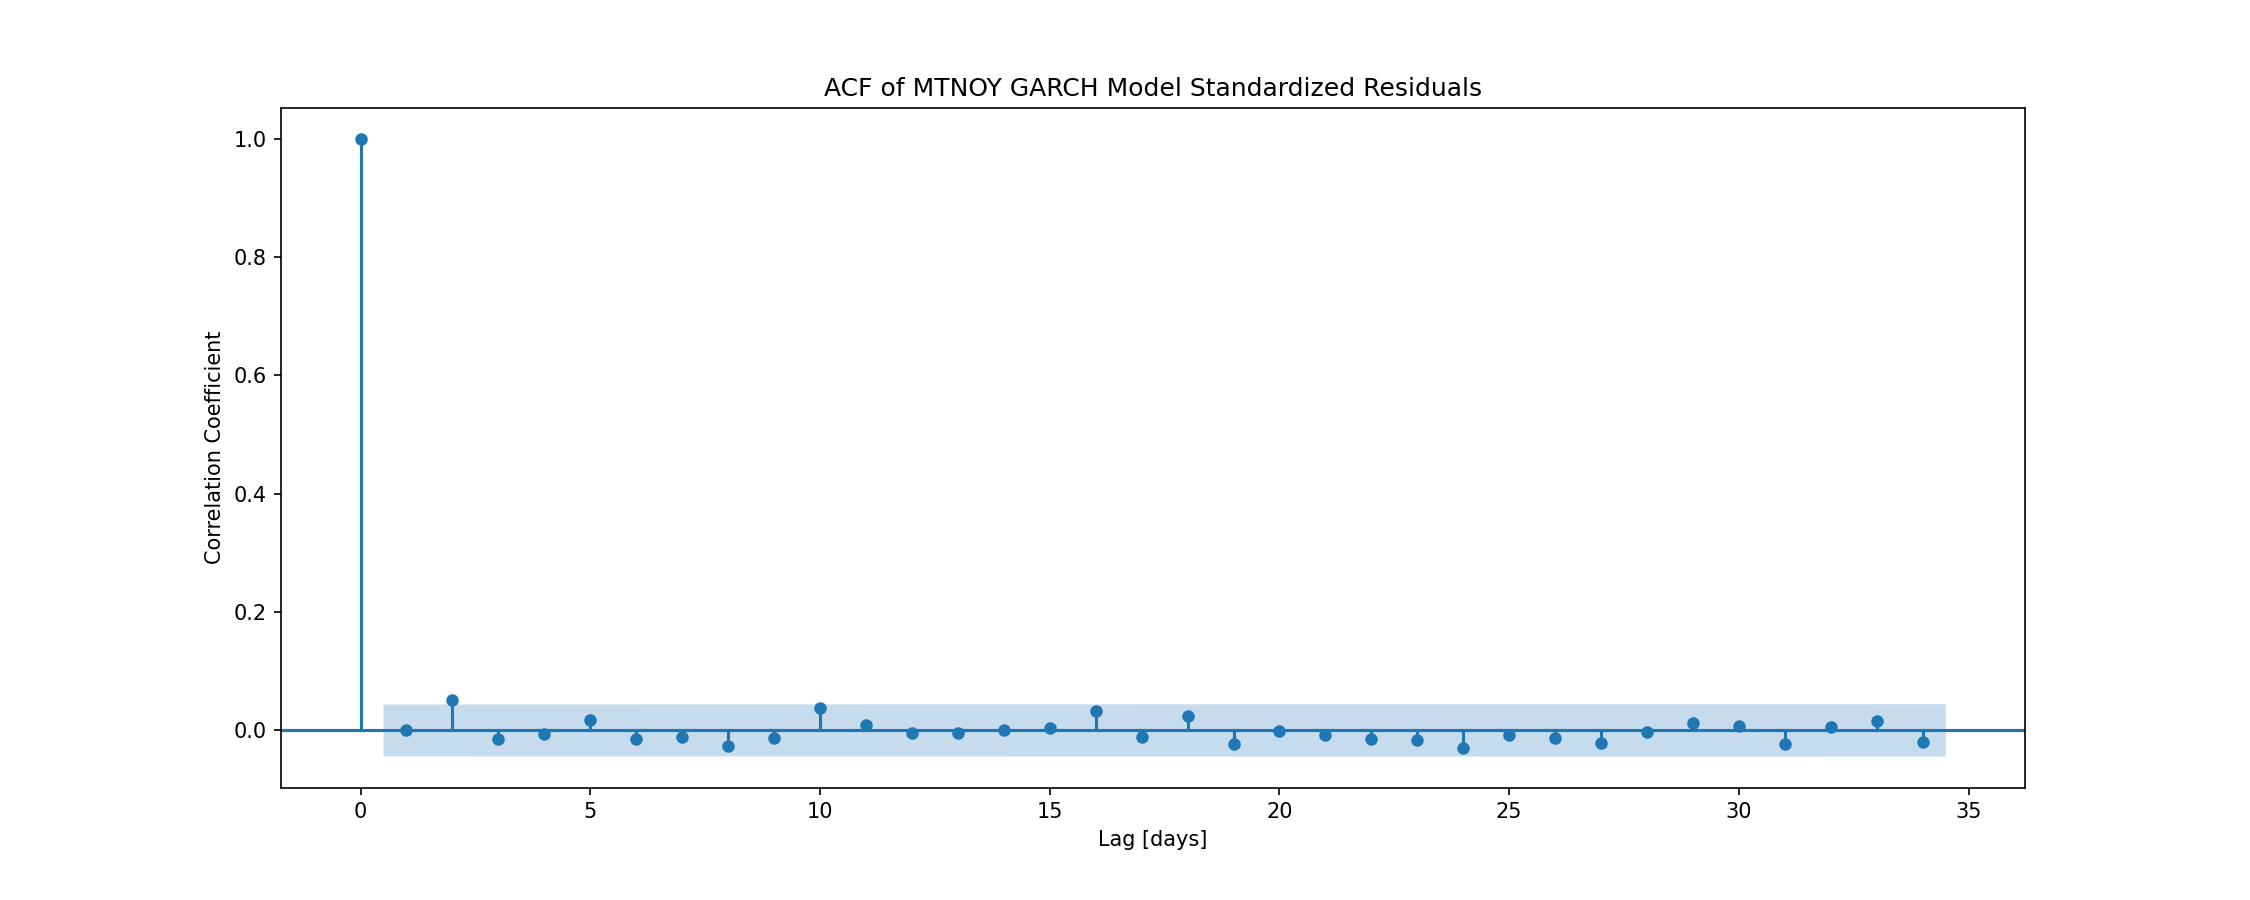 ACF of MTNOY GARCH Model Standardized Residuals
Correlation Coefficient
1.0
0.8
0.6
0.4
0.2
0.0
0 5 10 15 20 25 30 35
Lag [days]